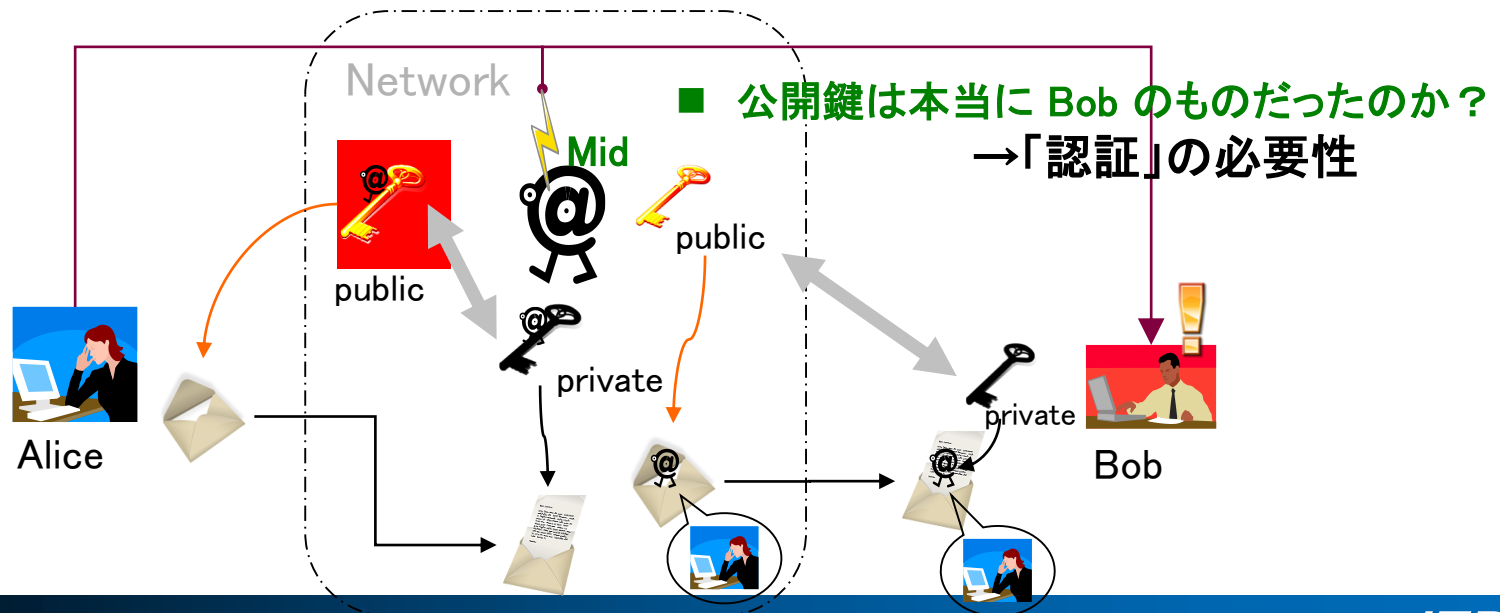 Network
■ 公開鍵は本当に Bob のものだったのか？
→「認証」の必要性
Mid
@
@
public
public
@
private
private
Alice
@
@
Bob